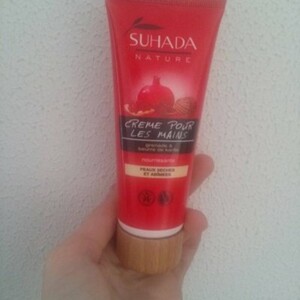 SUHADA
NATURE
CRÈME POUR
LES MAINS
NOURRISSANTE
PEAUX SÈCHES
ET ABÎMÉES